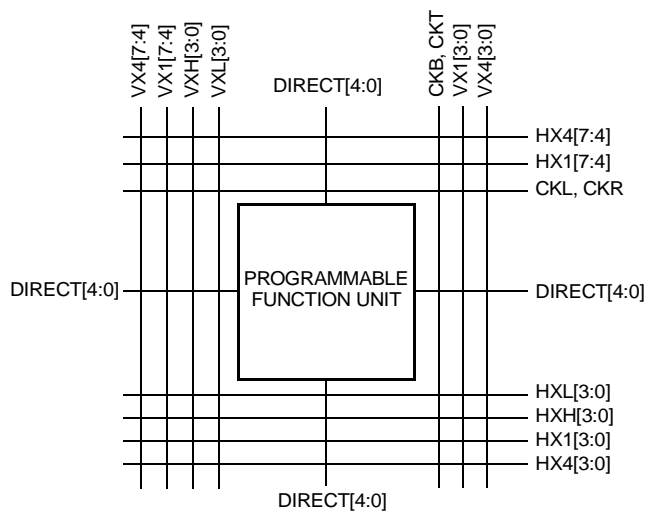 VX4[7:4]
VX1[7:4]
VXH[3:0]
VXL[3:0]
DIRECT[4:0]
CKB, CKT
VX1[3:0]
VX4[3:0]
HX4[7:4]
HX1[7:4]
CKL, CKR
PROGRAMMABLE
FUNCTION UNIT
DIRECT[4:0]
DIRECT[4:0]
HXL[3:0]
HXH[3:0]
HX1[3:0]
HX4[3:0]
DIRECT[4:0]